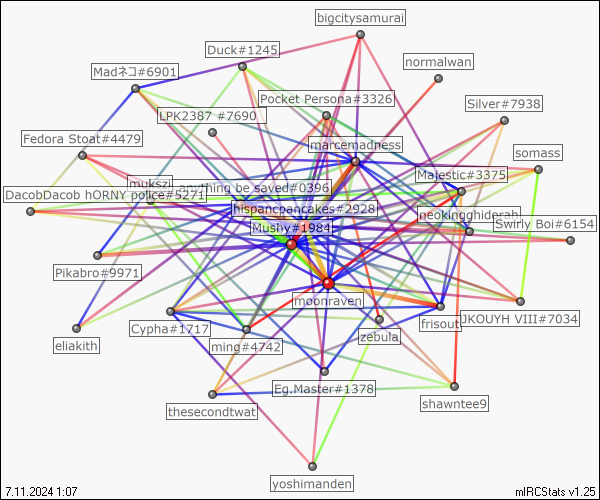 bigcitysamurai
Duck#1245
normalwan
Madネコ#6901
Pocket Persona#3326
Silver#7938
LPK2387 #7690
Fedora Stoat#4479
marcemadness
somass
Majestic#3375
mukszi
anything be saved#0396
DacobDacob hORNY police#5271
hispancpancakes#2928
neokingghidorah
Mushy#1984
Swirly Boi#6154
Pikabro#9971
moonraven
Cypha#1717
frisout
JKOUYH VIII#7034
zebula
eliakith
ming#4742
Eg.Master#1378
shawntee9
thesecondtwat
yoshimanden
7.11.2024 1:07
mIRCStats v1.25